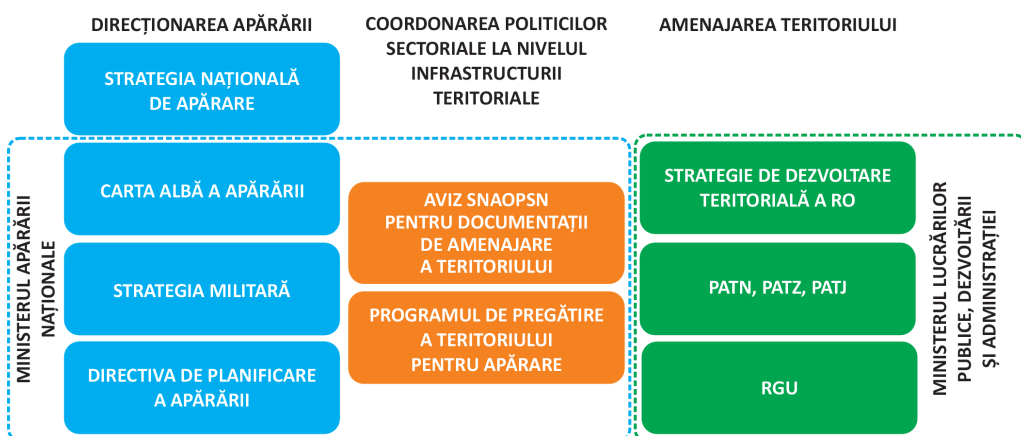 DIRECȚIONAREA APĂRĂRII
COORDONAREA POLITICILOR
SECTORIALE LA NIVELUL
INFRASTRUCTURII
TERITORIALE
AMENAJAREA TERITORIULUI
MINISTERUL APĂRĂRII
NAȚIONALE
STRATEGIA NAȚIONALĂ
DE APĂRARE
CARTA ALBĂ A APĂRĂRII
STRATEGIA MILITARĂ
DIRECTIVA DE PLANIFICARE
A APĂRĂRII
AVIZ SNAOPSN
PENTRU DOCUMENTAȚII
DE AMENAJARE
A TERITORIULUI
PROGRAMUL DE PREGĂTIRE
A TERITORIULUI
PENTRU APĂRARE
STRATEGIE DE DEZVOLTARE
TERITORIALĂ A RO
PATN, PATZ, PATJ
RGU
MINISTERUL LUCRĂRILOR
PUBLICE, DEZVOLTĂRII
ȘI ADMINISTRAȚIEI